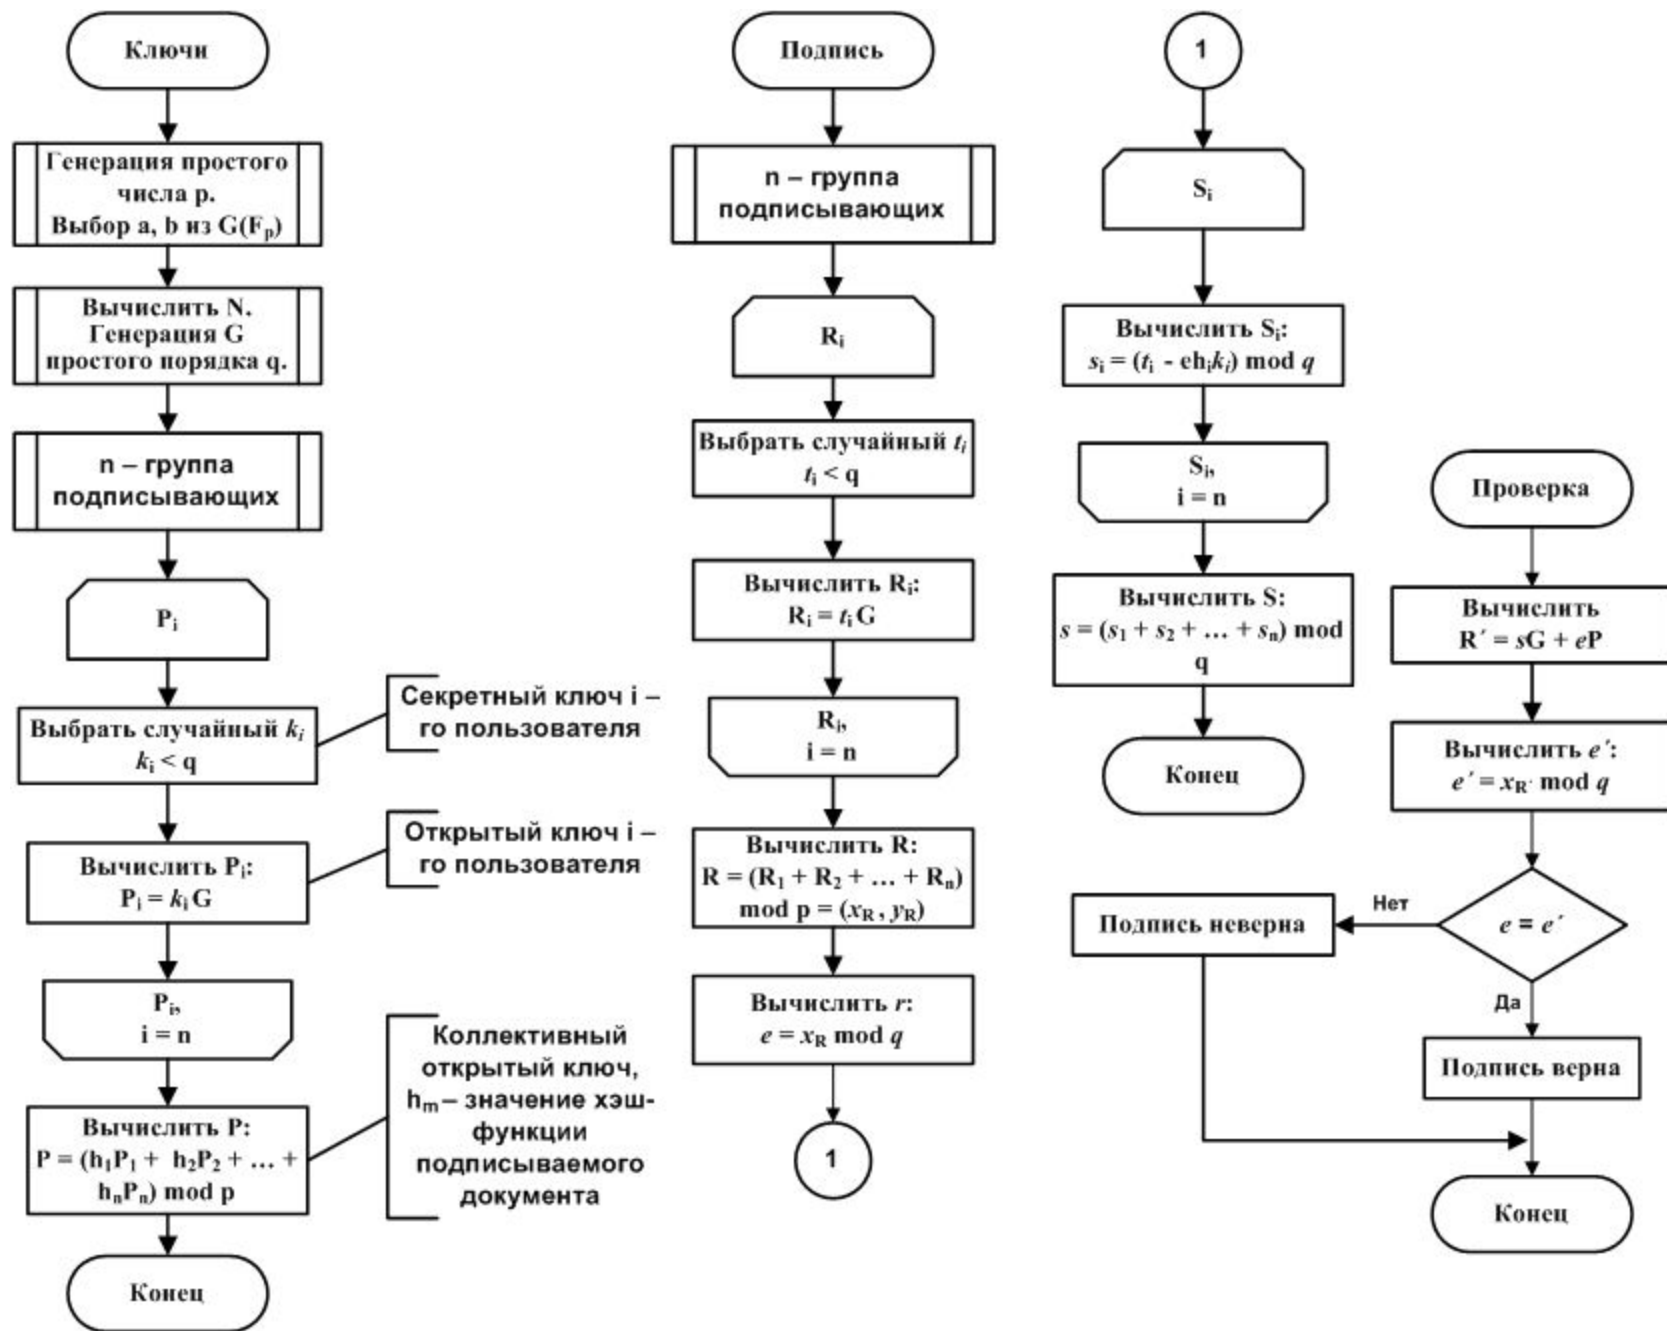 Ключи
Генерация простого
числа p.
Выбор a, b из G(Fₚ)
Вычислить N.
Генерация G
простого порядка q.
n – группа
подписывающих
Pᵢ
Выбрать случайный kᵢ
kᵢ < q
Секретный ключ i –
го пользователя
Вычислить Pᵢ:
Pᵢ = kᵢ G
Открытый ключ i –
го пользователя
Pᵢ,
i = n
Вычислить P:
P = (h₁P₁ + h₂P₂ + … +
hₙPₙ) mod p
Коллективный
открытый ключ,
hₘ – значение хэш-
функции
подписываемого
документа
Конец
Подпись
n – группа
подписывающих
Rᵢ
Выбрать случайный tᵢ
tᵢ < q
Вычислить Rᵢ:
Rᵢ = tᵢ G
Rᵢ,
i = n
Вычислить R:
R = (R₁ + R₂ + … + Rₙ)
mod p = (x_R , y_R)
Вычислить r:
e = x_R mod q
1
1
Sᵢ
Вычислить Sᵢ:
sᵢ = (tᵢ - ehᵢkᵢ) mod q
Sᵢ,
i = n
Вычислить S:
s = (s₁ + s₂ + … + sₙ) mod
q
Конец
Проверка
Вычислить
R´ = sG + eP
Вычислить e´:
e´ = x_R´ mod q
e = e´
Нет
Подпись неверна
Да
Подпись верна
Конец